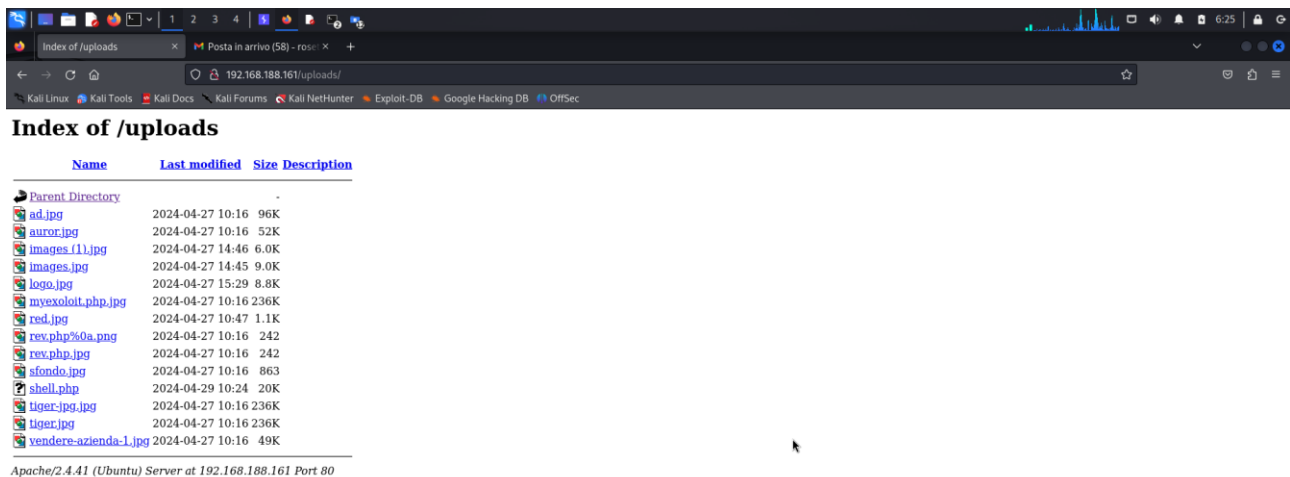 1 2 3 4 6:25
Index of /uploads Posta in arrivo (58) - roset
192.168.188.161/uploads/
Kali Linux Kali Tools Kali Docs Kali Forums Kali NetHunter Exploit-DB Google Hacking DB OffSec
Index of /uploads
Name Last modified Size Description
Parent Directory -
ad.jpg 2024-04-27 10:16 96K
auror.jpg 2024-04-27 10:16 52K
images (1).jpg 2024-04-27 14:46 6.0K
images.jpg 2024-04-27 14:45 9.0K
logo.jpg 2024-04-27 15:29 8.8K
myexoloit.php.jpg 2024-04-27 10:16 236K
red.jpg 2024-04-27 10:47 1.1K
rev.php%0a.png 2024-04-27 10:16 242
rev.php.jpg 2024-04-27 10:16 242
sfondo.jpg 2024-04-27 10:16 863
shell.php 2024-04-29 10:24 20K
tiger-jpg.jpg 2024-04-27 10:16 236K
tiger.jpg 2024-04-27 10:16 236K
vendere-azienda-1.jpg 2024-04-27 10:16 49K
Apache/2.4.41 (Ubuntu) Server at 192.168.188.161 Port 80